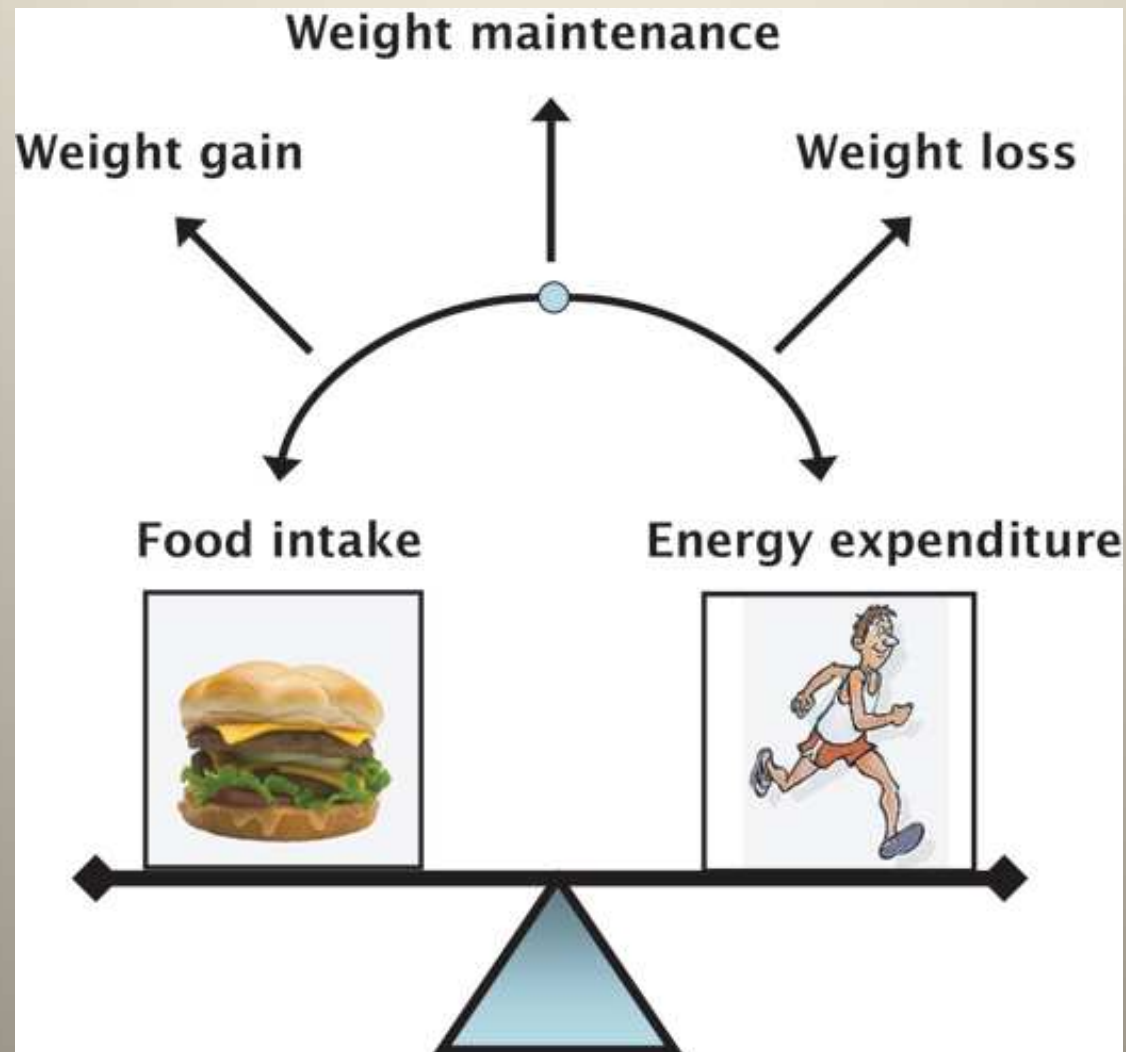 Weight maintenance
Weight gain
Weight loss
Food intake
Energy expenditure